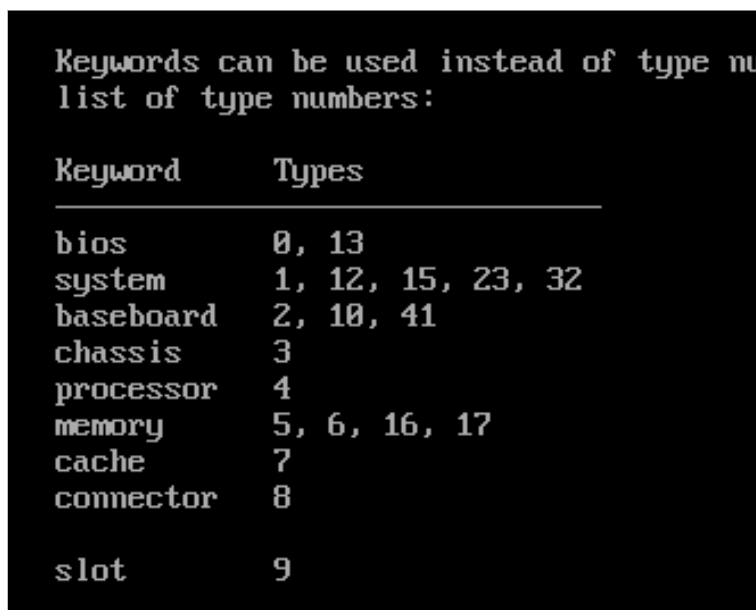 Keywords can be used instead of type
list of type numbers:
Keyword Types
bios 0, 13
system 1, 12, 15, 23, 32
baseboard 2, 10, 41
chassis 3
processor 4
memory 5, 6, 16, 17
cache 7
connector 8
slot 9